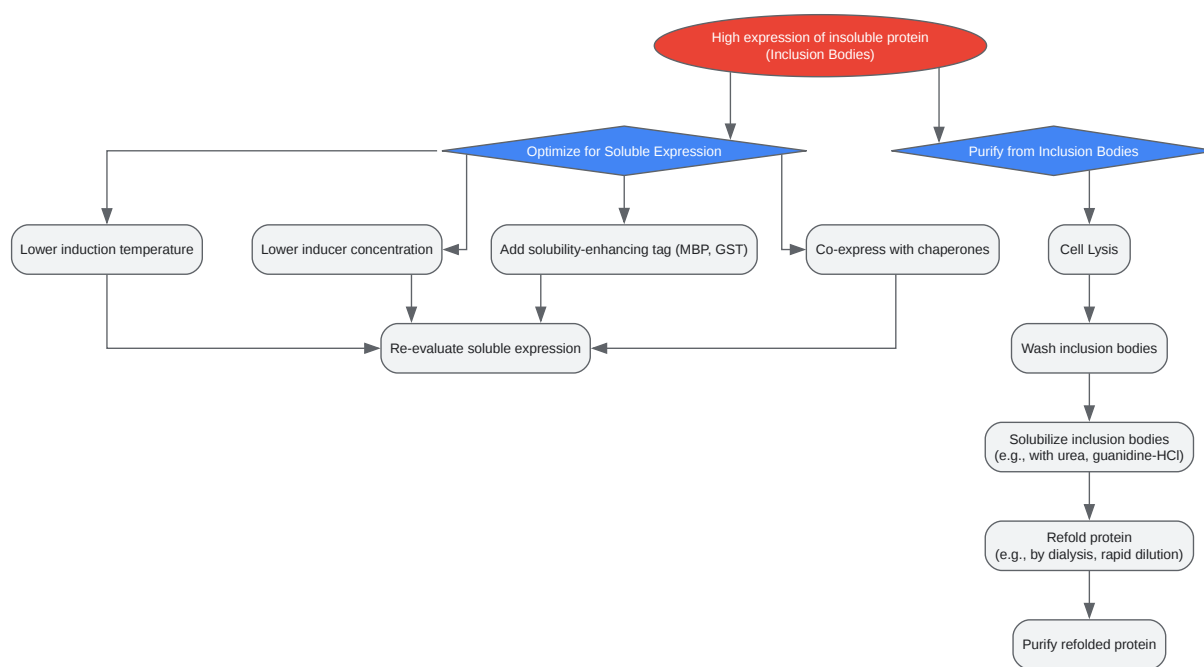 High expression of insoluble protein
(Inclusion Bodies)
Optimize for Soluble Expression
Purify from Inclusion Bodies
Lower induction temperature
Lower inducer concentration
Add solubility-enhancing tag (MBP, GST)
Co-express with chaperones
Cell Lysis
Re-evaluate soluble expression
Wash inclusion bodies
Solubilize inclusion bodies
(e.g., with urea, guanidine-HCl)
Refold protein
(e.g., by dialysis, rapid dilution)
Purify refolded protein